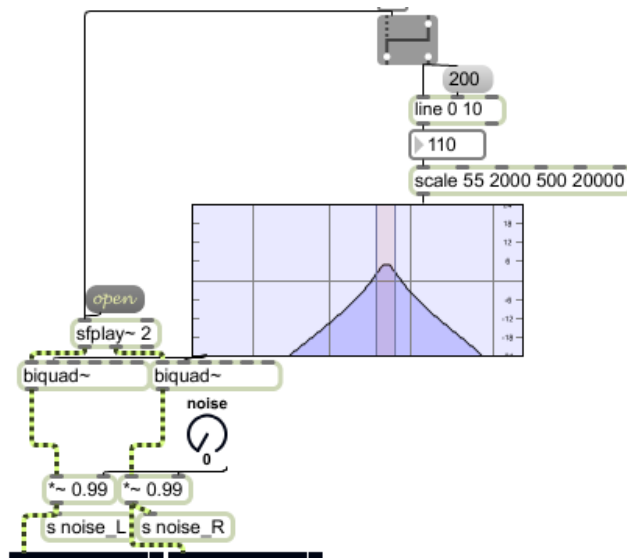 200
line 0 10
110
scale 55 2000 500 20000
24
18
12
6
-6
-12
-18
open
sfplay~ 2
biquad~ biquad~
noise
0
*~ 0.99 *~ 0.99
s noise_L s noise_R